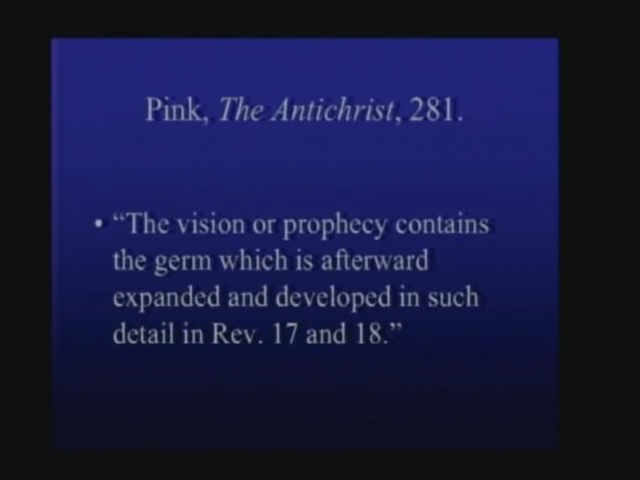 Pink, The Antichrist, 281.
• “The vision or prophecy contains
the germ which is afterward
expanded and developed in such
detail in Rev. 17 and 18.”